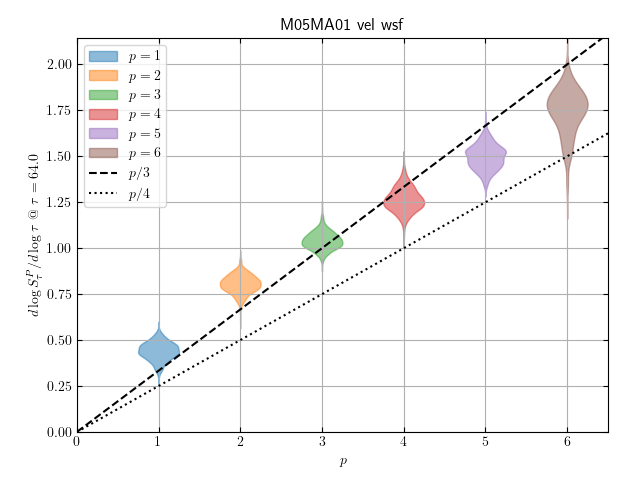 M05MA01 vel wsf
d log S_τ^P / d log τ @ τ = 64.0
2.00
1.75
1.50
1.25
1.00
0.75
0.50
0.25
0.00
p = 1
p = 2
p = 3
p = 4
p = 5
p = 6
p/3
p/4
0 1 2 3 4 5 6
p